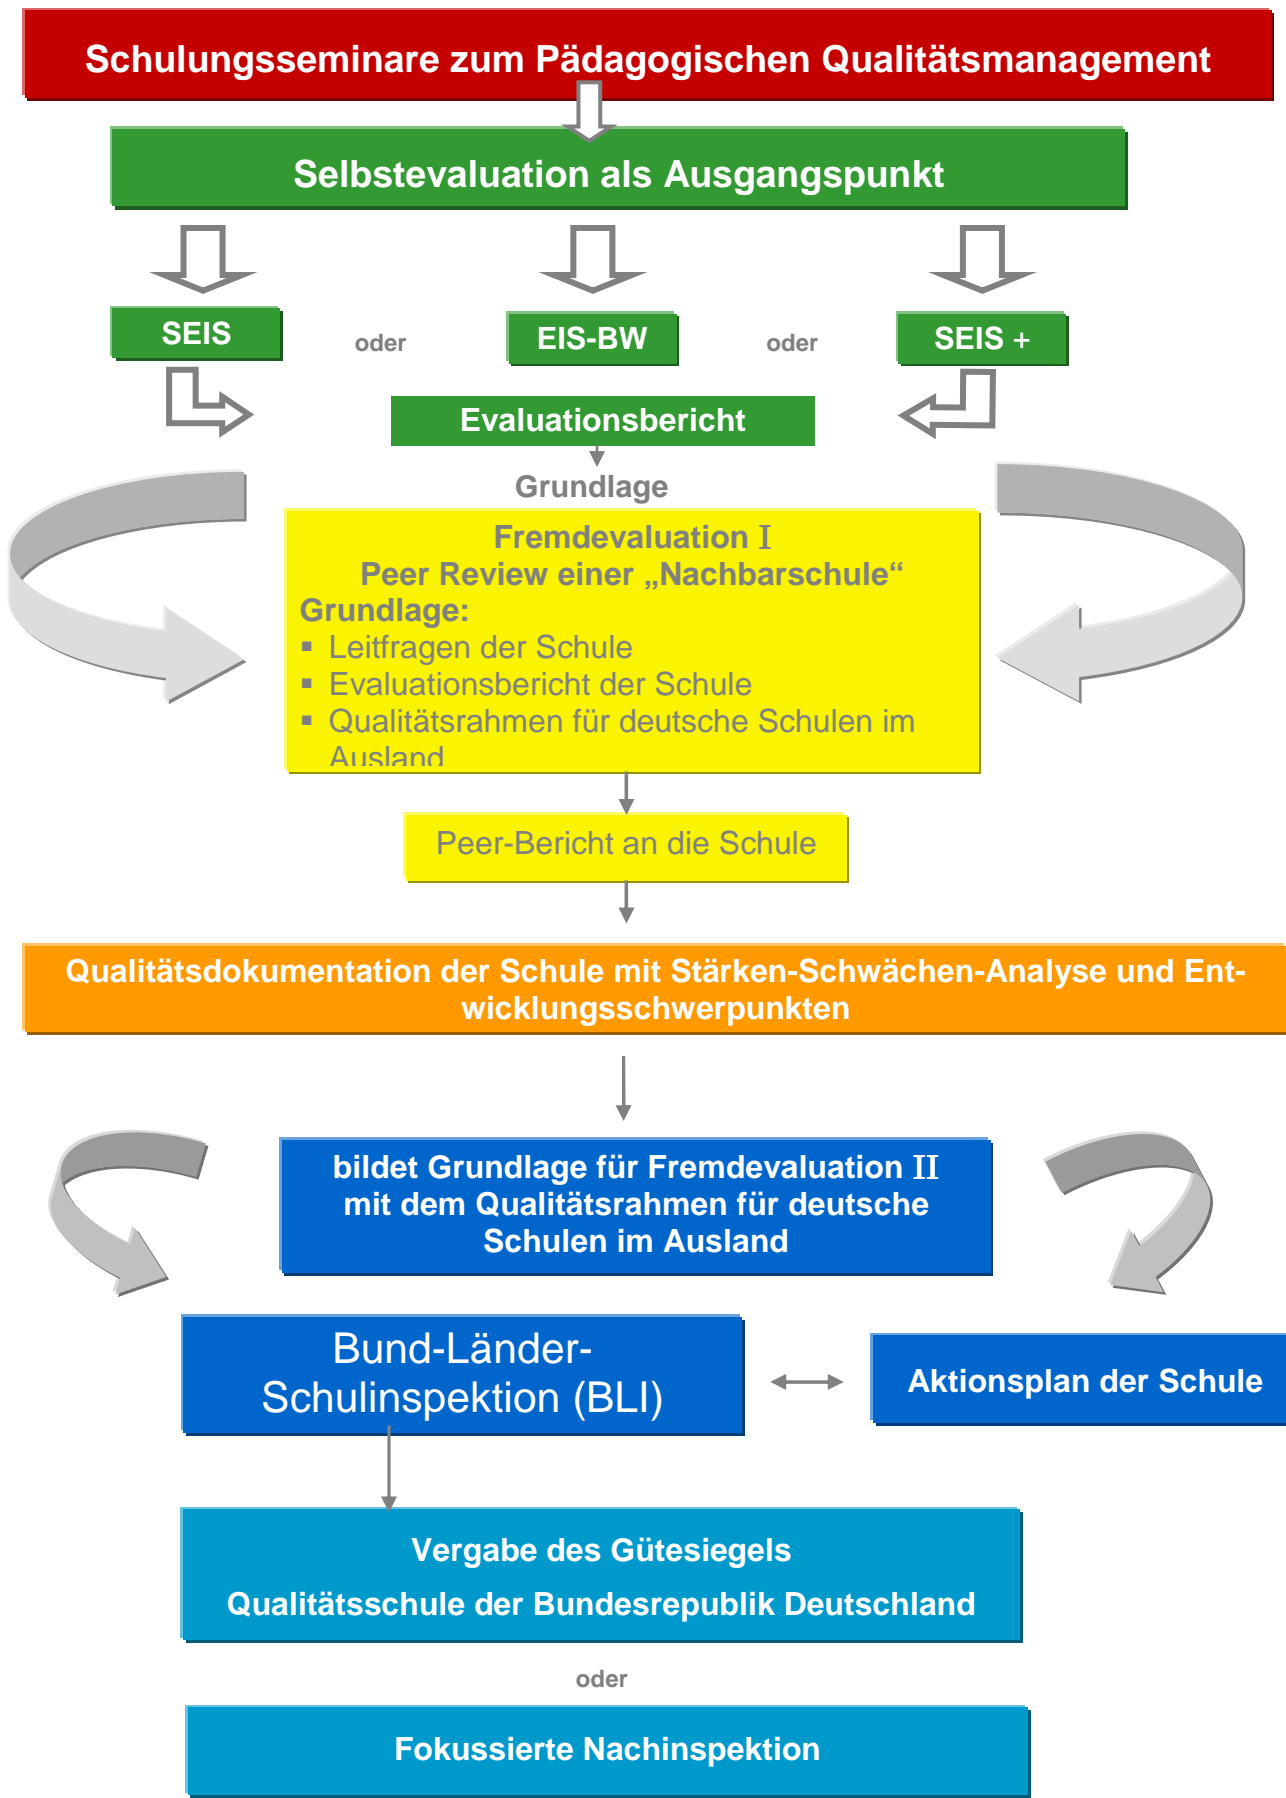 Schulungsseminare zum Pädagogischen Qualitätsmanagement
Selbstevaluation als Ausgangspunkt
SEIS
oder
EIS-BW
oder
SEIS +
Evaluationsbericht
Grundlage
Fremdevaluation I
Peer Review einer „Nachbarschule“
Grundlage:
▪ Leitfragen der Schule
▪ Evaluationsbericht der Schule
▪ Qualitätsrahmen für deutsche Schulen im
Ausland
Peer-Bericht an die Schule
Qualitätsdokumentation der Schule mit Stärken-Schwächen-Analyse und Ent-
wicklungsschwerpunkten
bildet Grundlage für Fremdevaluation II
mit dem Qualitätsrahmen für deutsche
Schulen im Ausland
Bund-Länder-
Schulinspektion (BLI)
Aktionsplan der Schule
Vergabe des Gütesiegels
Qualitätsschule der Bundesrepublik Deutschland
oder
Fokussierte Nachinspektion